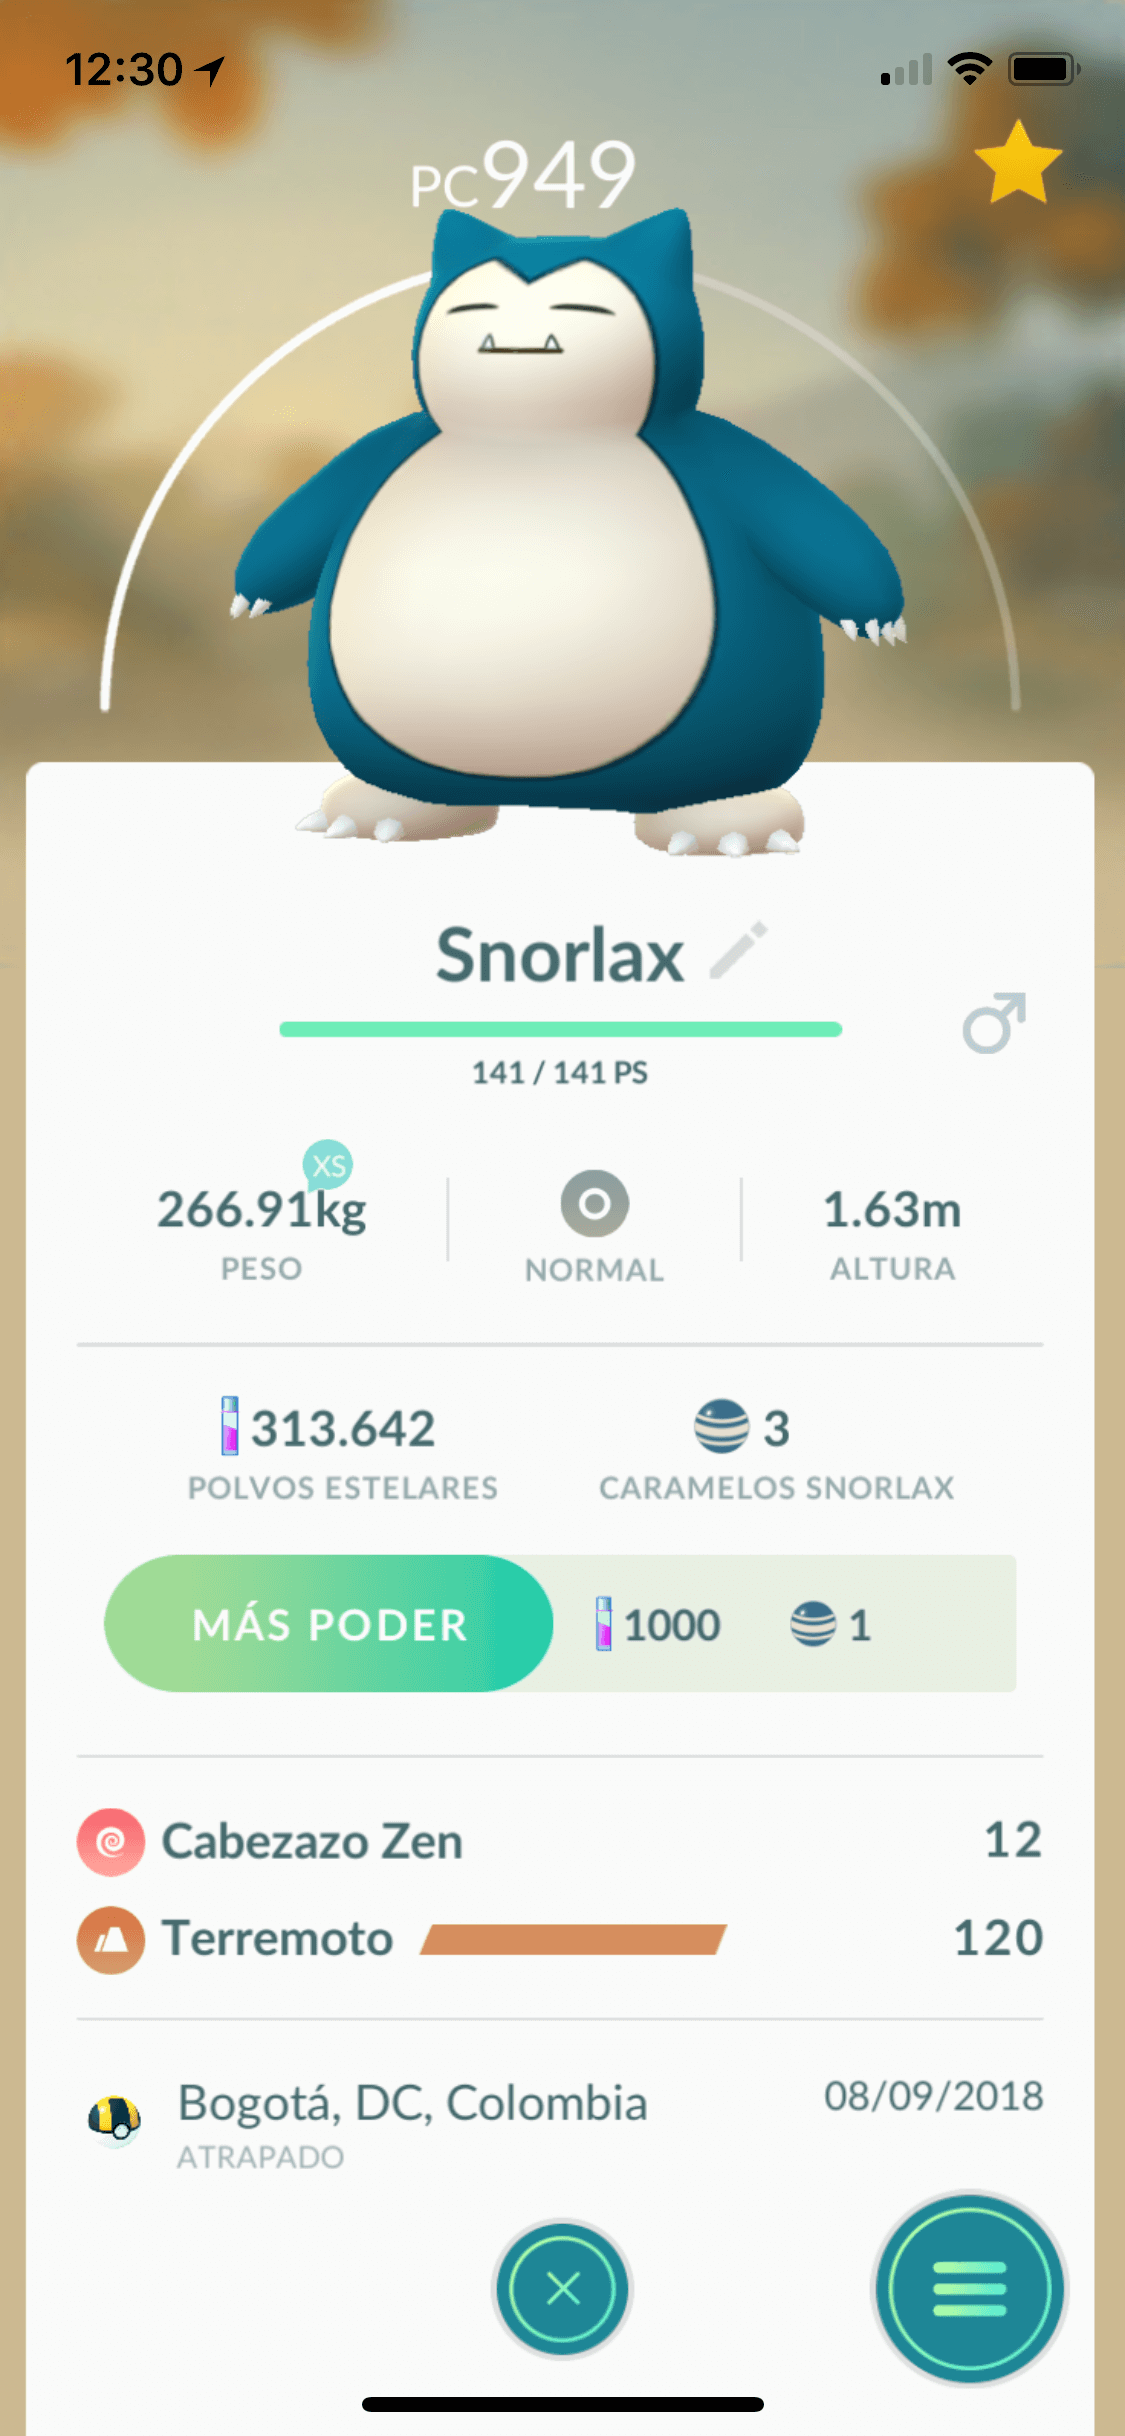 12:30
PC949
Snorlax
141 / 141 PS
XS
266.91kg
PESO
NORMAL
1.63m
ALTURA
313.642
POLVOS ESTELARES
3
CARAMELOS SNORLAX
MÁS PODER
1000
1
Cabezazo Zen
12
Terremoto
120
Bogotá, DC, Colombia
08/09/2018
ATRAPADO